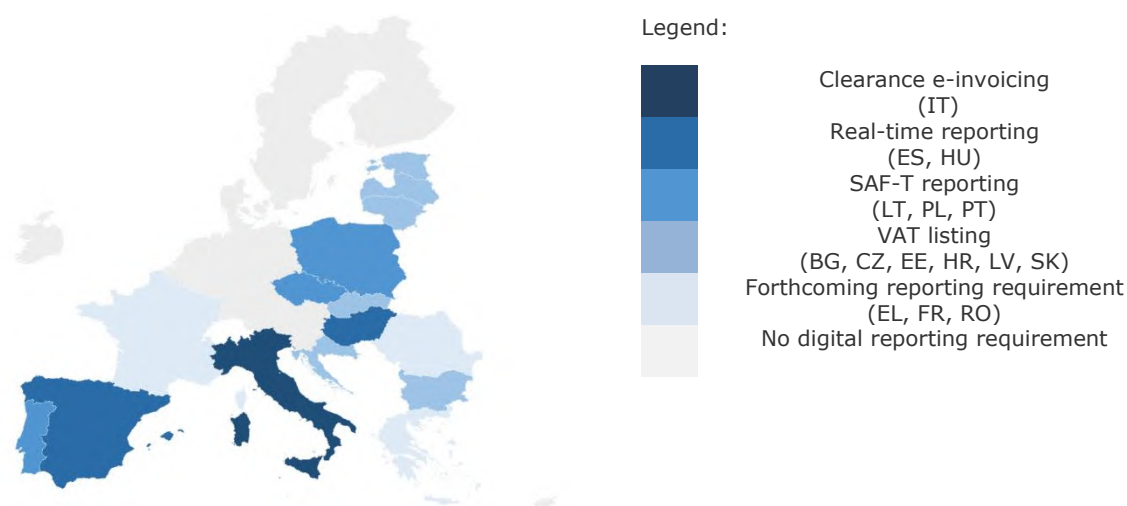 Legend:
Clearance e-invoicing
(IT)
Real-time reporting
(ES, HU)
SAF-T reporting
(LT, PL, PT)
VAT listing
(BG, CZ, EE, HR, LV, SK)
Forthcoming reporting requirement
(EL, FR, RO)
No digital reporting requirement